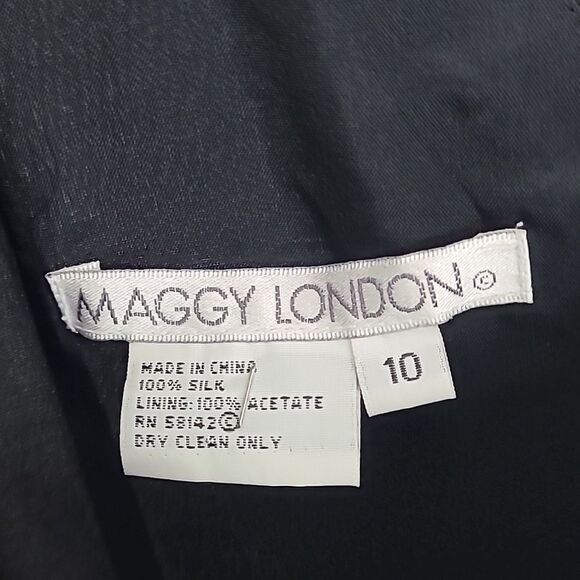 MAGGY LONDON ©
10
MADE IN CHINA
100% SILK
LINING: 100% ACETATE
RN 58142 ©
DRY CLEAN ONLY